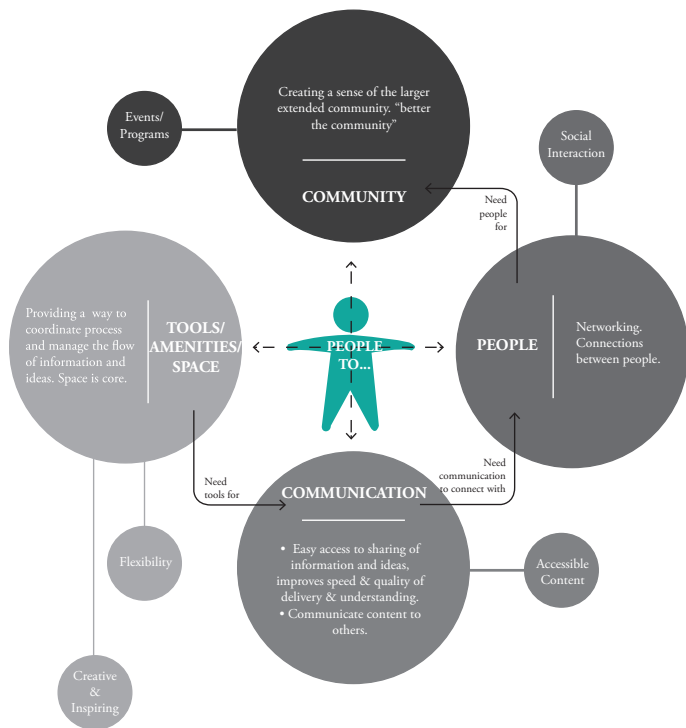 Creating a sense of the larger
extended community. “better
the community”
COMMUNITY
Events/
Programs
Social
Interaction
Need
people
for
Providing a way to
coordinate process
and manage the flow
of information and
ideas. Space is core.
TOOLS/
AMENITIES/
SPACE
PEOPLE
TO...
PEOPLE
Networking.
Connections
between people.
Need
tools for
Need
communication
to connect with
COMMUNICATION
• Easy access to sharing of
information and ideas,
improves speed & quality of
delivery & understanding.
• Communicate content to
others.
Flexibility
Accessible
Content
Creative
&
Inspiring